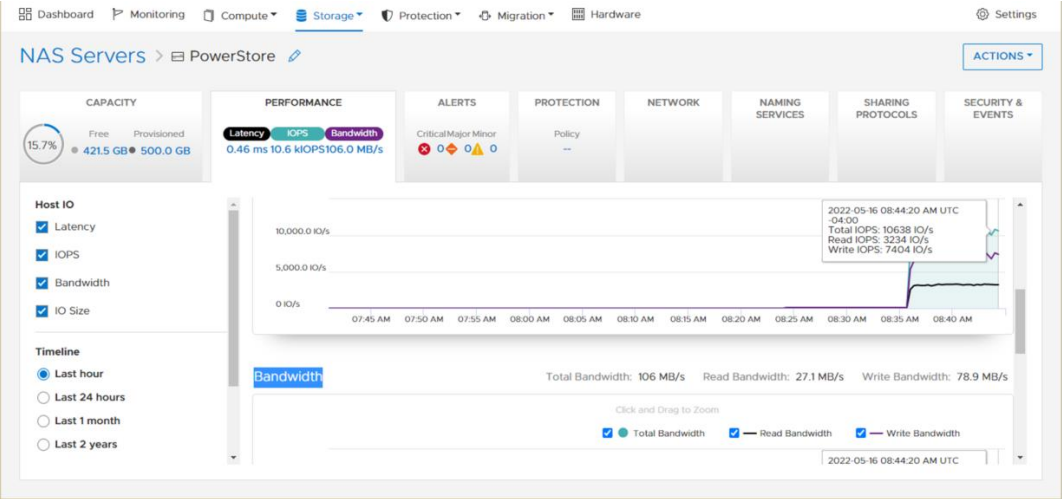 Dashboard Monitoring Compute Storage Protection Migration Hardware Settings
NAS Servers > PowerStore
ACTIONS
CAPACITY
15.7%
Free Provisioned
421.5 GB 500.0 GB
PERFORMANCE
Latency IOPS Bandwidth
0.46 ms 10.6 kIOPS 106.0 MB/s
ALERTS
Critical Major Minor
0 0 0
PROTECTION
Policy
--
NETWORK
NAMING
SERVICES
SHARING
PROTOCOLS
SECURITY &
EVENTS
Host IO
Latency
IOPS
Bandwidth
IO Size
Timeline
Last hour
Last 24 hours
Last 1 month
Last 2 years
10,000.0 IO/s
5,000.0 IO/s
0 IO/s
2022-05-16 08:44:20 AM UTC
-04:00
Total IOPS: 10638 IO/s
Read IOPS: 3234 IO/s
Write IOPS: 7404 IO/s
07:45 AM 07:50 AM 07:55 AM 08:00 AM 08:05 AM 08:10 AM 08:15 AM 08:20 AM 08:25 AM 08:30 AM 08:35 AM 08:40 AM
Bandwidth
Total Bandwidth: 106 MB/s Read Bandwidth: 27.1 MB/s Write Bandwidth: 78.9 MB/s
Click and Drag to Zoom
Total Bandwidth Read Bandwidth Write Bandwidth
2022-05-16 08:44:20 AM UTC